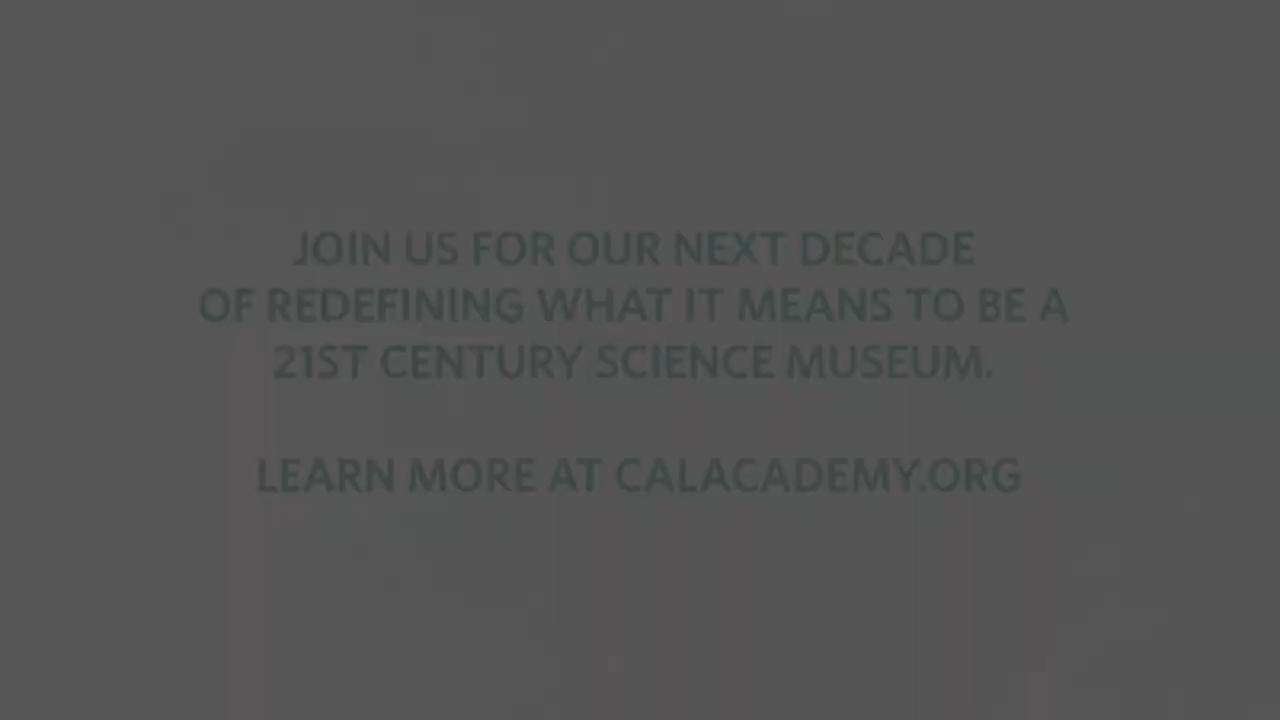 JOIN US FOR OUR NEXT DECADE
OF REDEFINING WHAT IT MEANS TO BE A
21ST CENTURY SCIENCE MUSEUM.
LEARN MORE AT CALACADEMY.ORG